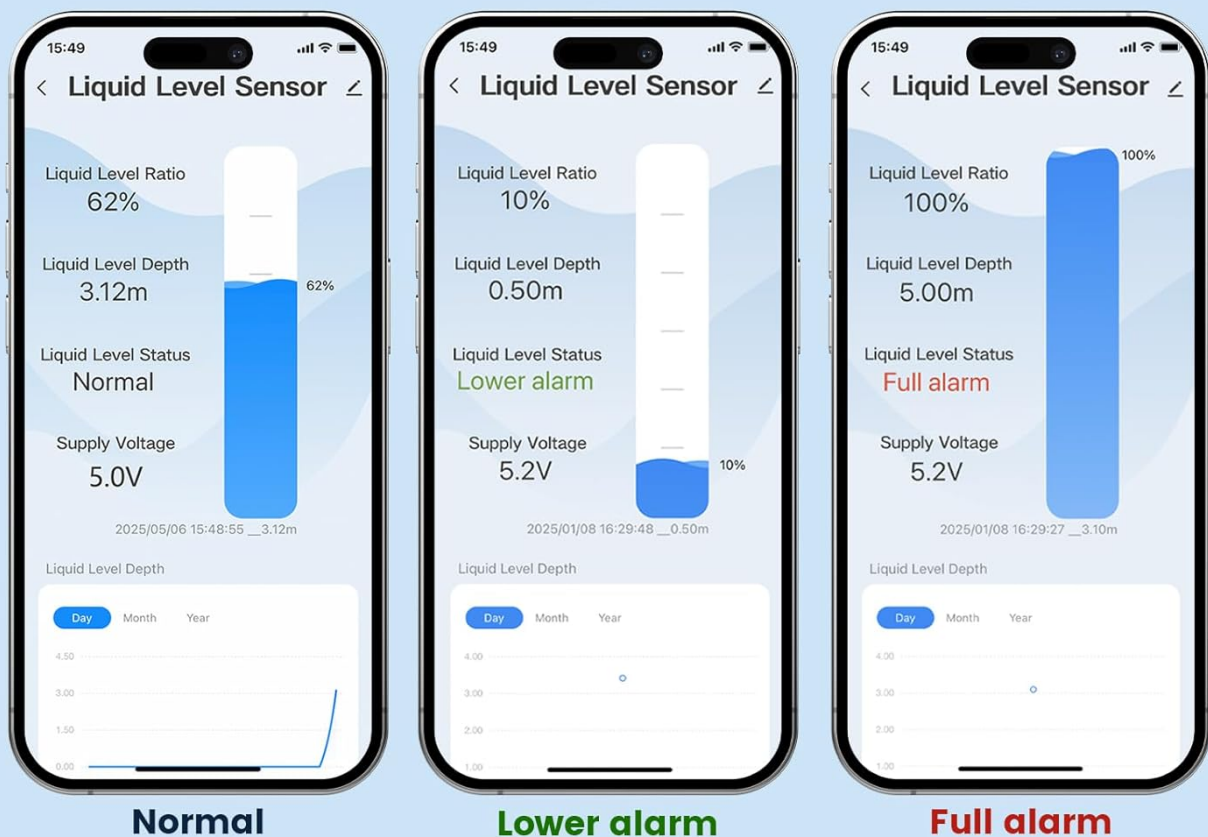 15:49
Liquid Level Sensor
Liquid Level Ratio
62%
Liquid Level Depth
3.12m
62%
Liquid Level Status
Normal
Supply Voltage
5.0V
2025/05/06 15:48:55 __3.12m
Liquid Level Depth
Day Month Year
4.50
3.00
1.50
0.00
Normal
15:49
Liquid Level Sensor
Liquid Level Ratio
10%
Liquid Level Depth
0.50m
Liquid Level Status
Lower alarm
Supply Voltage
5.2V
10%
2025/01/08 16:29:48 __0.50m
Liquid Level Depth
Day Month Year
4.00
3.00
2.00
1.00
Lower alarm
15:49
Liquid Level Sensor
100%
Liquid Level Ratio
100%
Liquid Level Depth
5.00m
Liquid Level Status
Full alarm
Supply Voltage
5.2V
2025/01/08 16:29:27 __3.10m
Liquid Level Depth
Day Month Year
4.00
3.00
2.00
1.00
Full alarm